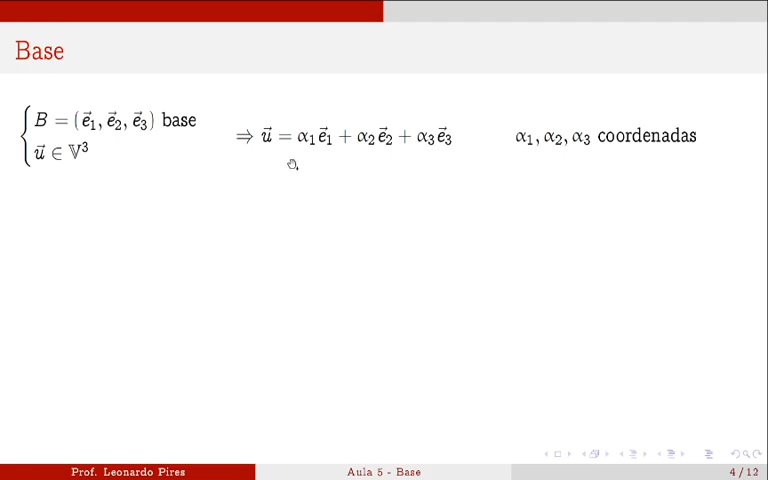 Base
B = (e⃗₁, e⃗₂, e⃗₃) base
u⃗ ∈ 𝕍³
⇒ u⃗ = α₁e⃗₁ + α₂e⃗₂ + α₃e⃗₃
α₁, α₂, α₃ coordenadas
Prof. Leonardo Pires
Aula 5 - Base
4 / 12